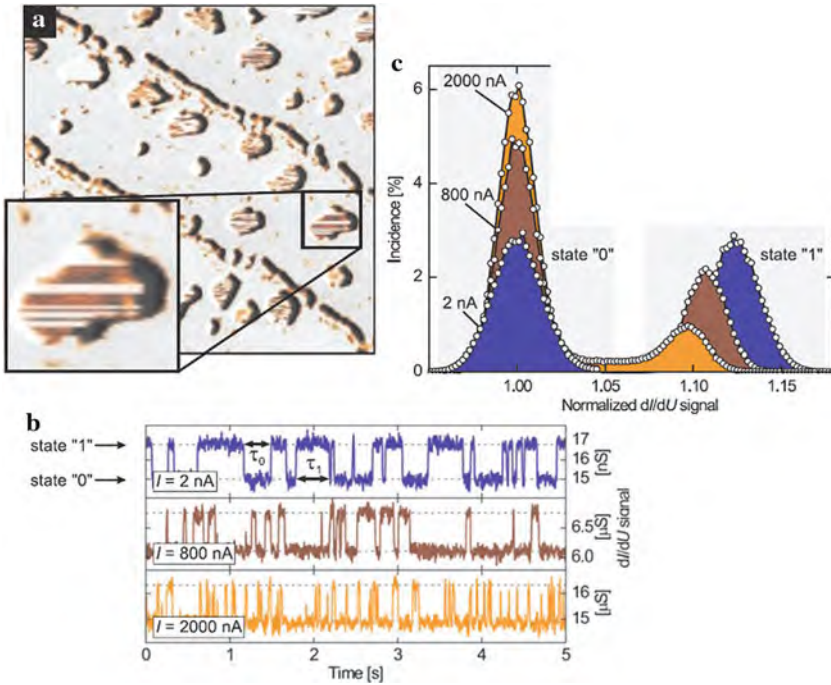 a
c
2000 nA
6
4
2
0
Incidence [%]
800 nA
2 nA
state "0"
state "1"
1.00
1.05
1.10
1.15
Normalized dI/dU signal
b
state "1"
state "0"
τ0
τ1
I = 2 nA
17
16
15
[nS]
I = 800 nA
6.5
6.0
[μS]
I = 2000 nA
16
15
[μS]
dI/dU signal
0
1
2
3
4
5
Time [s]